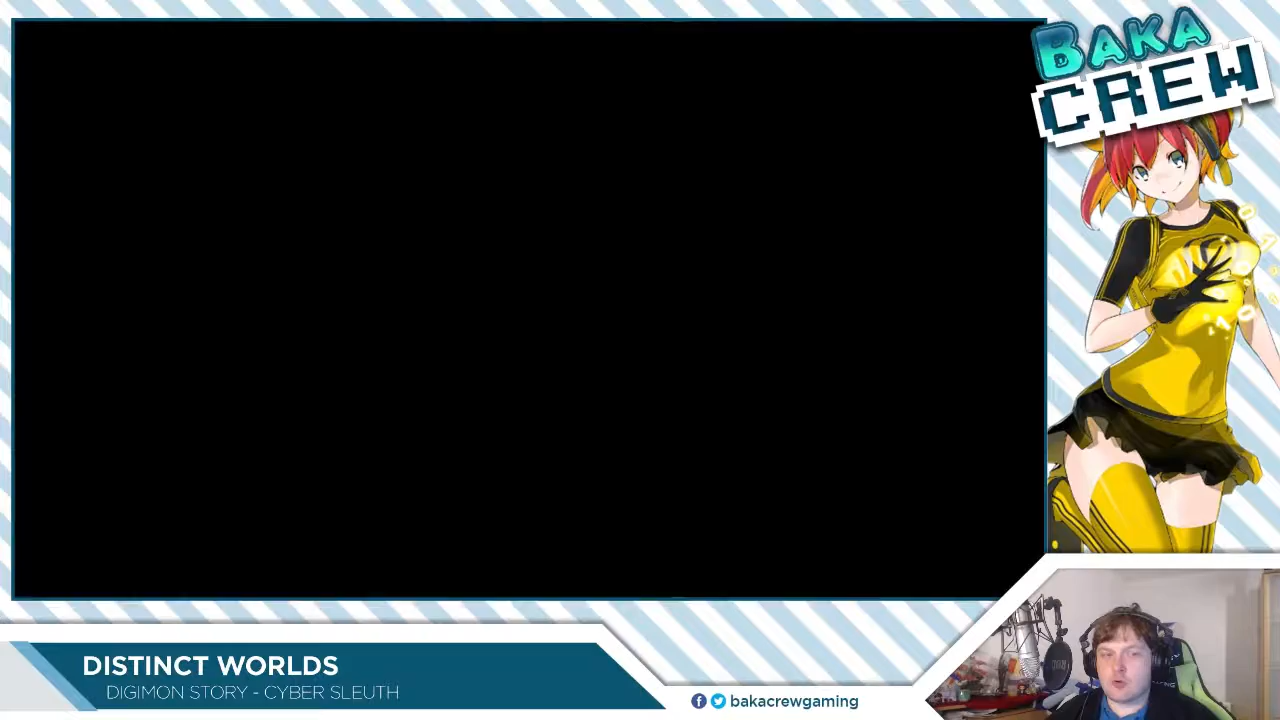 BAKA
CREW
DISTINCT WORLDS
DIGIMON STORY - CYBER SLEUTH
bakacrewgaming